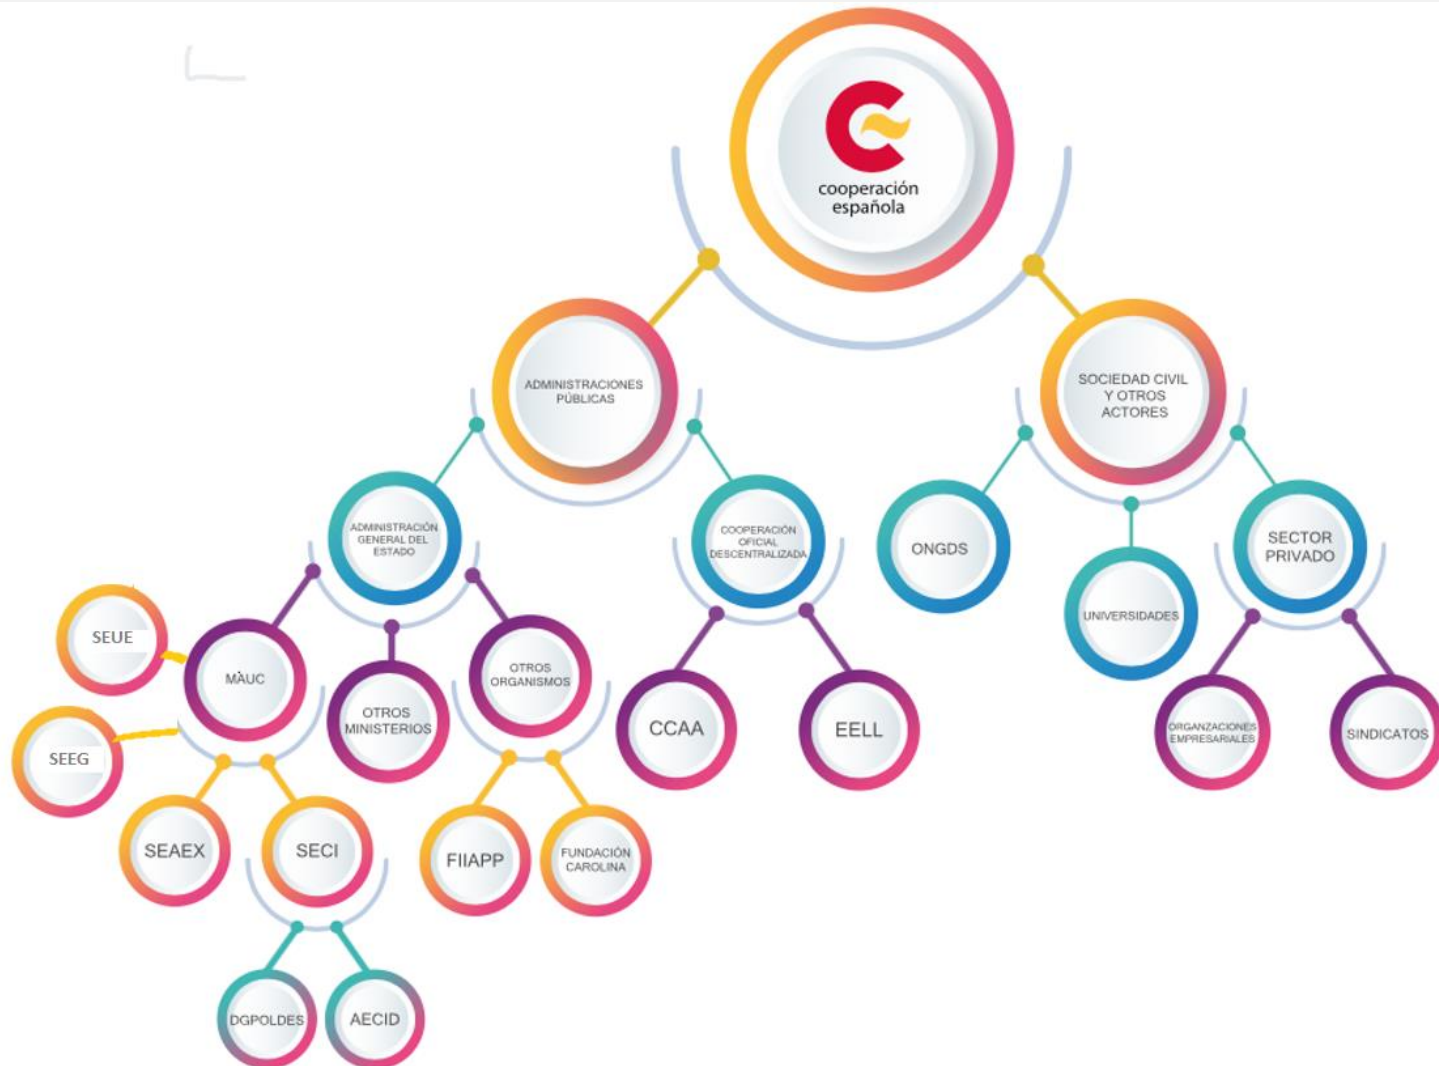 cooperación
española
ADMINISTRACIONES
PÚBLICAS
SOCIEDAD CIVIL
Y OTROS
ACTORES
ADMINISTRACIÓN
GENERAL DEL
ESTADO
COOPERACIÓN
OFICIAL
DESCENTRALIZADA
ONGDS
UNIVERSIDADES
SECTOR
PRIVADO
SEUE
MAUC
OTROS
MINISTERIOS
OTROS
ORGANISMOS
CCAA
EELL
ORGANZACIONES
EMPRESARIALES
SINDICATOS
SEEG
SEAEX
SECI
FIIAPP
FUNDACIÓN
CAROLINA
DGPOLDES
AECID